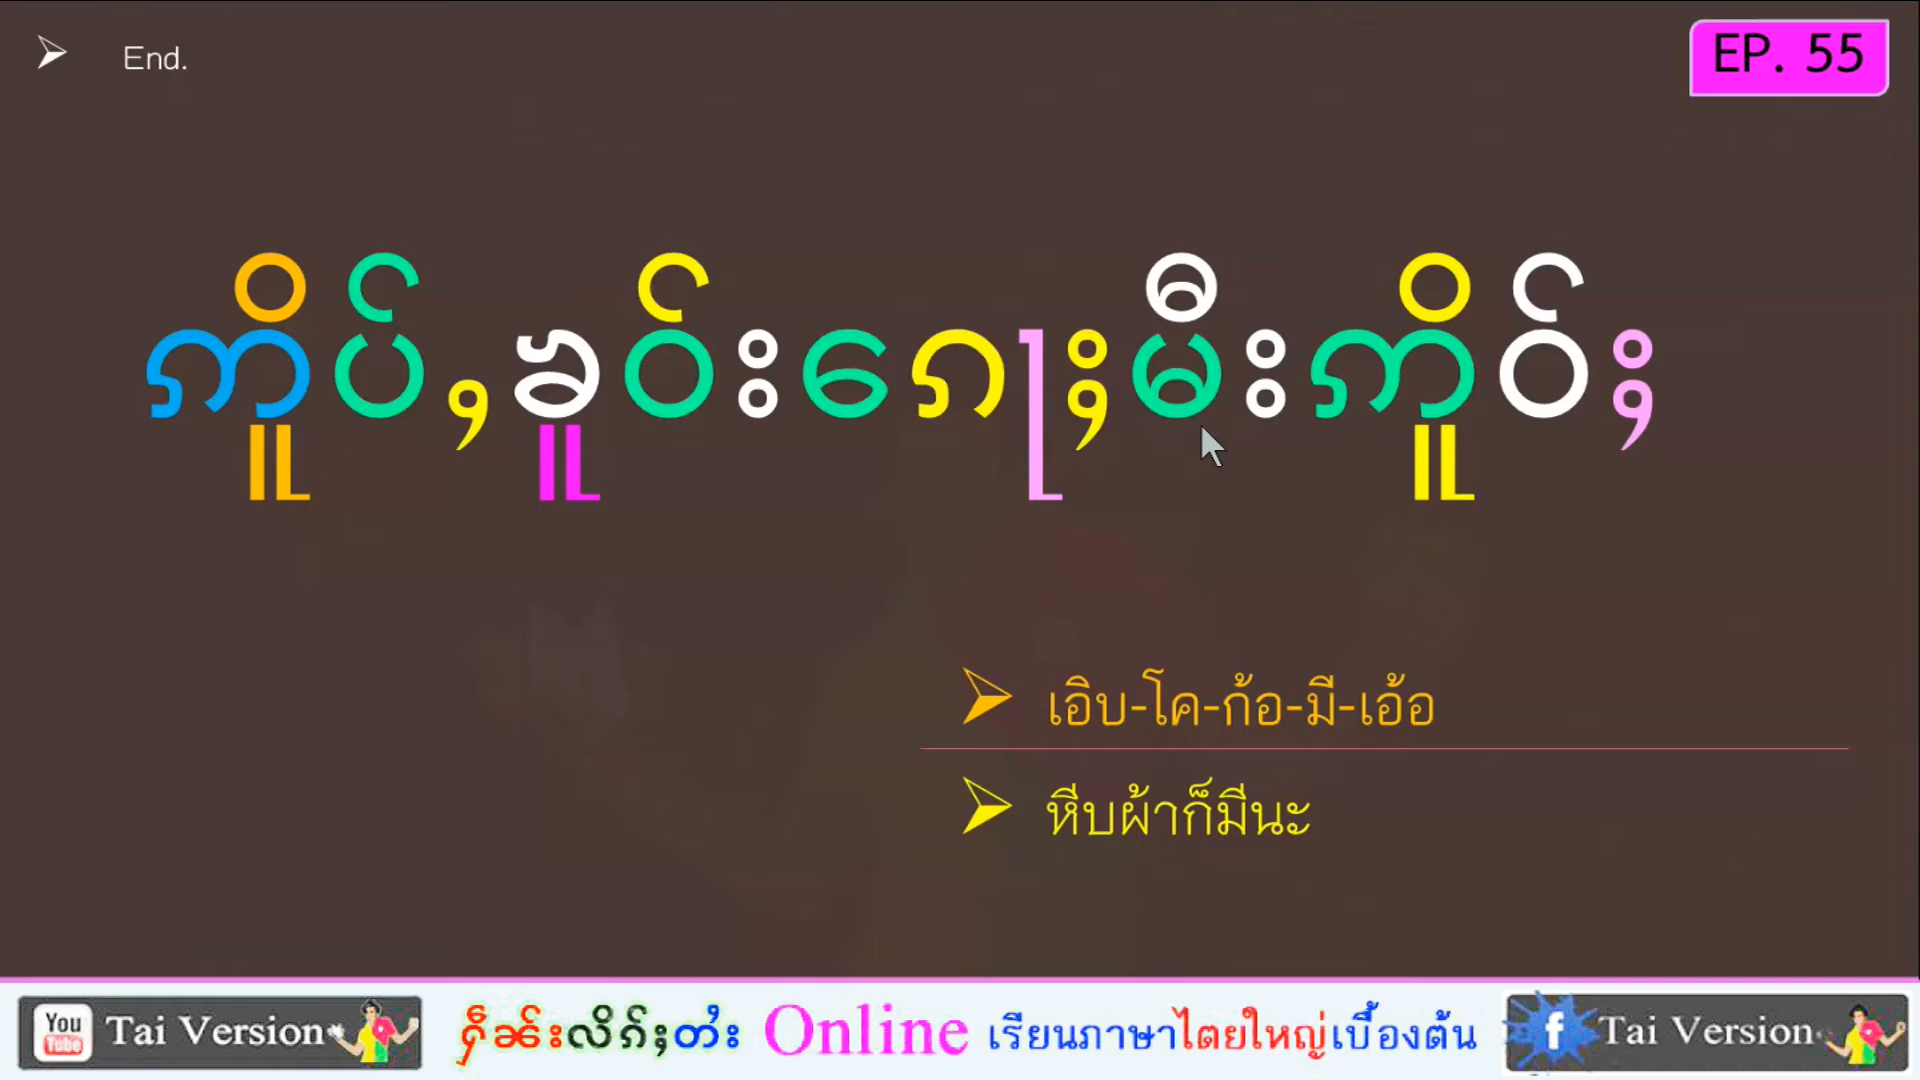 End.
EP. 55
ဢိူပ်ႇၶူဝ်းၵေႃႈမီးဢိူဝ်ႈ
เอิบ-โค-ก้อ-มี-เอ้อ
หีบผ้าก็มีนะ
You Tube Tai Version ႁဵၼ်းလိၵ်ႈတႆး Online เรียนภาษาไตยใหญ่เบื้องต้น f Tai Version